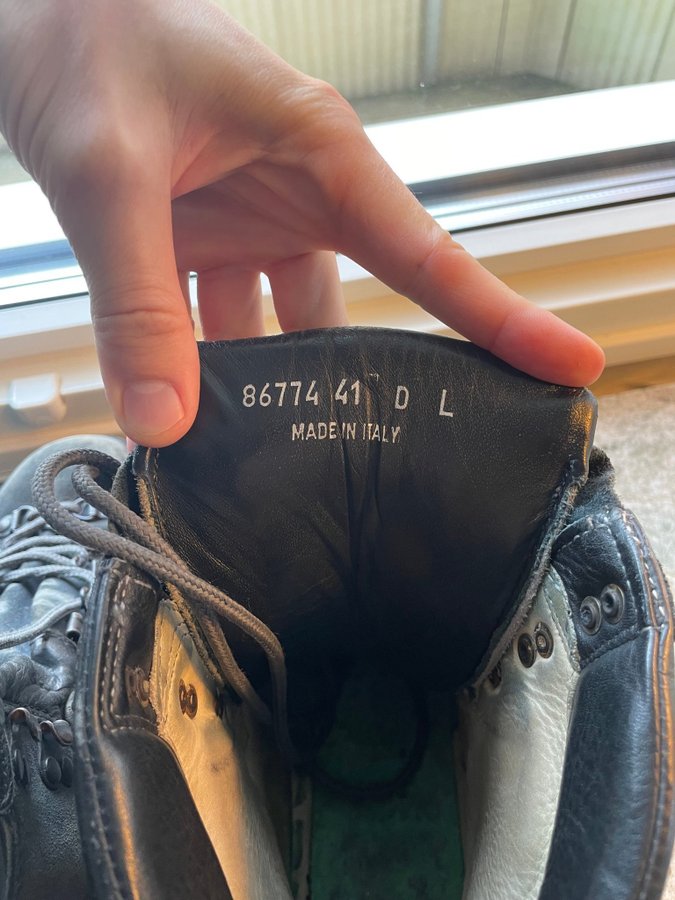 86774 41 D L
MADE IN ITALY